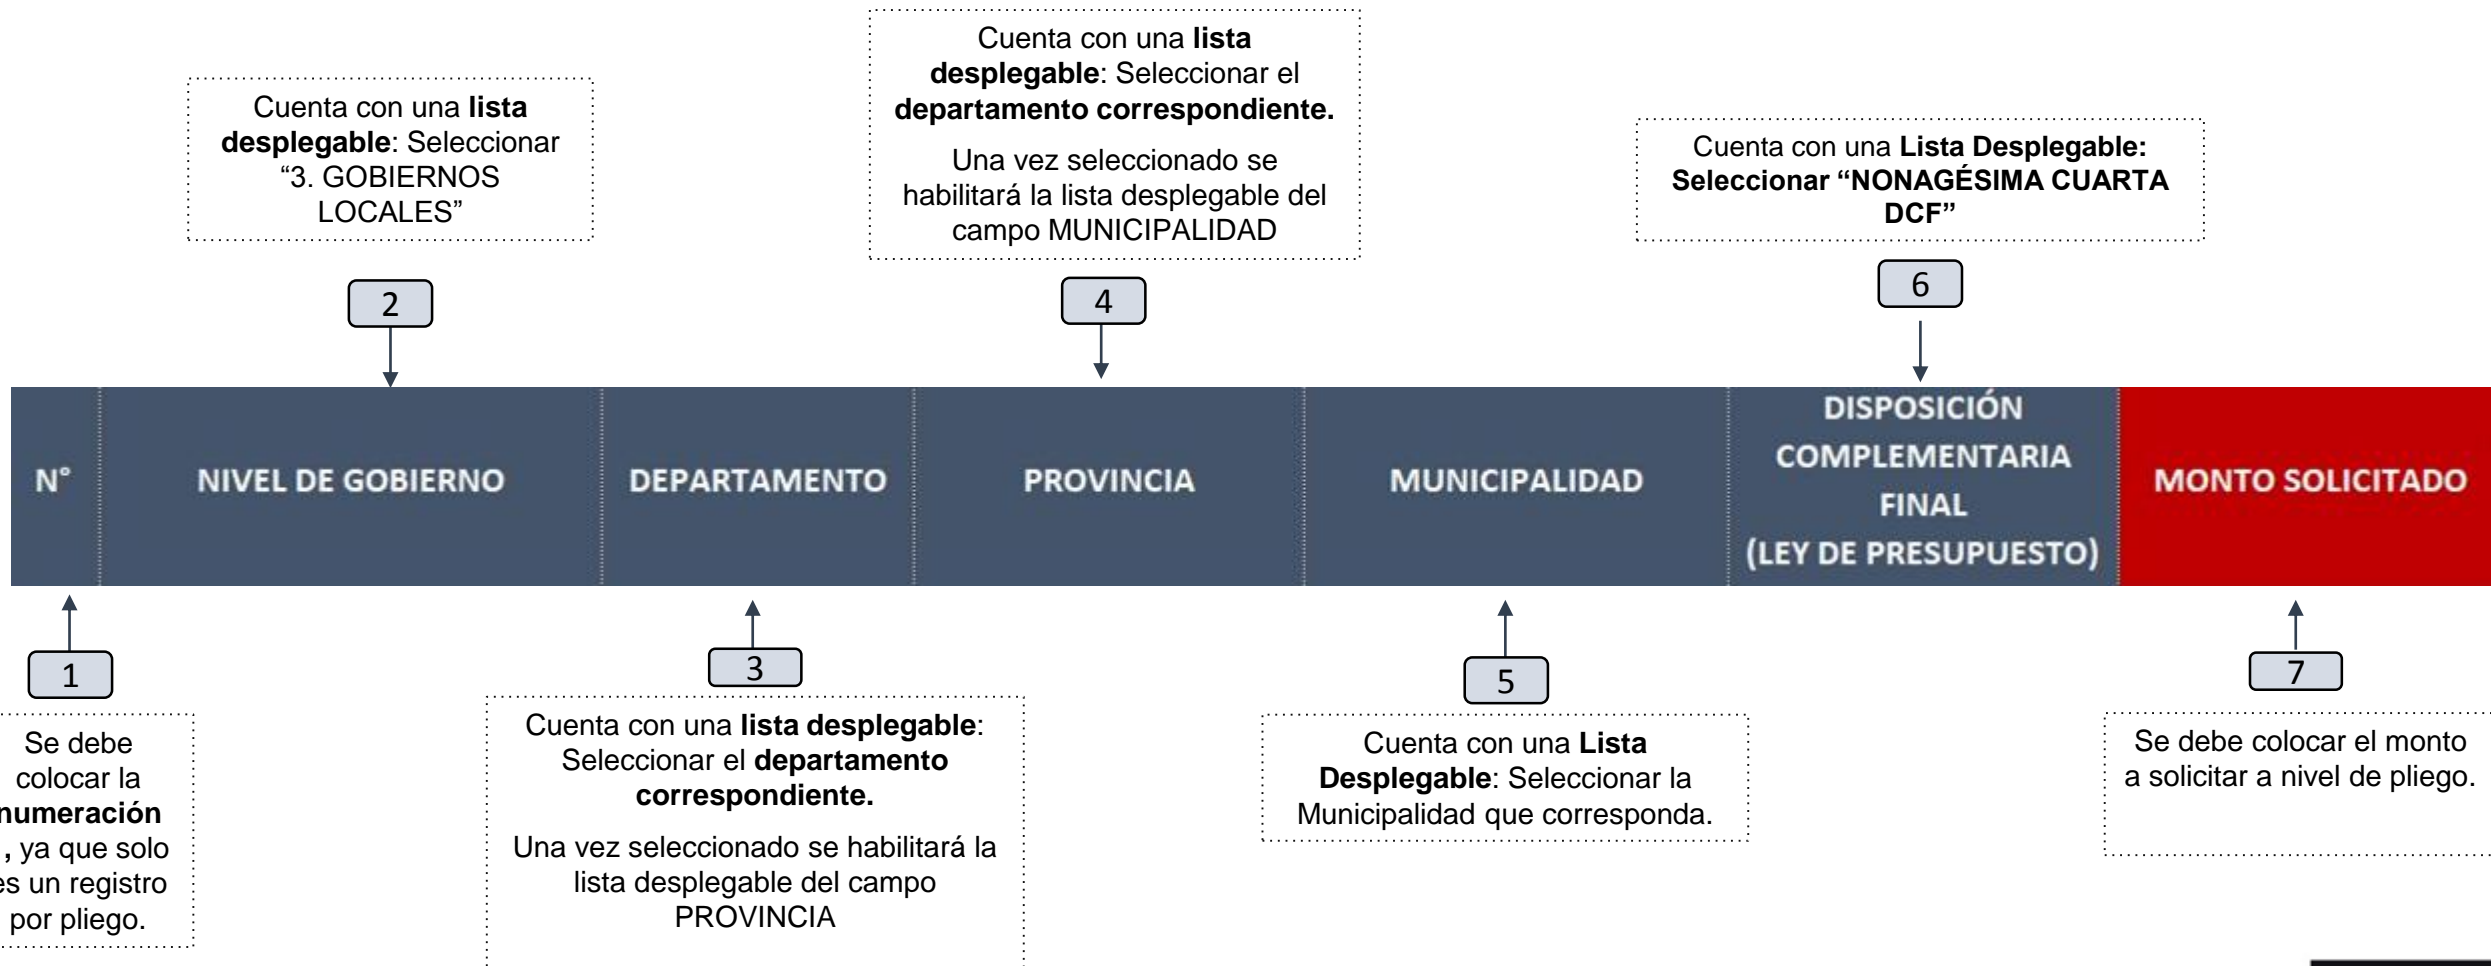 Cuenta con una lista
desplegable: Seleccionar
“3. GOBIERNOS
LOCALES”
Cuenta con una lista
desplegable: Seleccionar el
departamento correspondiente.
Una vez seleccionado se
habilitará la lista desplegable del
campo MUNICIPALIDAD
Cuenta con una Lista Desplegable:
Seleccionar “NONAGÉSIMA CUARTA
DCF”
2
4
6
N°
NIVEL DE GOBIERNO
DEPARTAMENTO
PROVINCIA
MUNICIPALIDAD
DISPOSICIÓN
COMPLEMENTARIA
FINAL
(LEY DE PRESUPUESTO)
MONTO SOLICITADO
1
3
5
7
Se debe
colocar la
numeración
, ya que solo
es un registro
por pliego.
Cuenta con una lista desplegable:
Seleccionar el departamento
correspondiente.
Una vez seleccionado se habilitará la
lista desplegable del campo
PROVINCIA
Cuenta con una Lista
Desplegable: Seleccionar la
Municipalidad que corresponda.
Se debe colocar el monto
a solicitar a nivel de pliego.